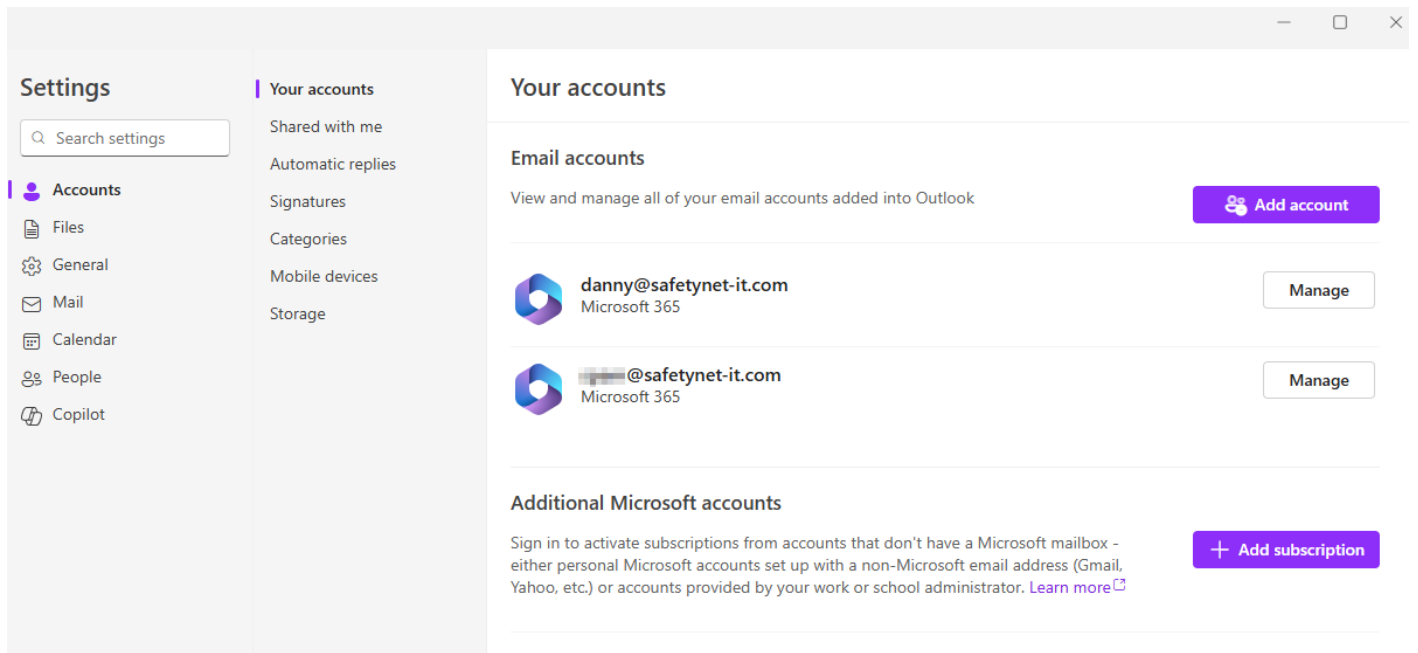 Settings
Search settings
Accounts
Files
General
Mail
Calendar
People
Copilot
Your accounts
Shared with me
Automatic replies
Signatures
Categories
Mobile devices
Storage
Your accounts
Email accounts
View and manage all of your email accounts added into Outlook
Add account
danny@safetynet-it.com
Microsoft 365
Manage
@safetynet-it.com
Microsoft 365
Manage
Additional Microsoft accounts
Sign in to activate subscriptions from accounts that don't have a Microsoft mailbox -
either personal Microsoft accounts set up with a non-Microsoft email address (Gmail,
Yahoo, etc.) or accounts provided by your work or school administrator. Learn more
Add subscription